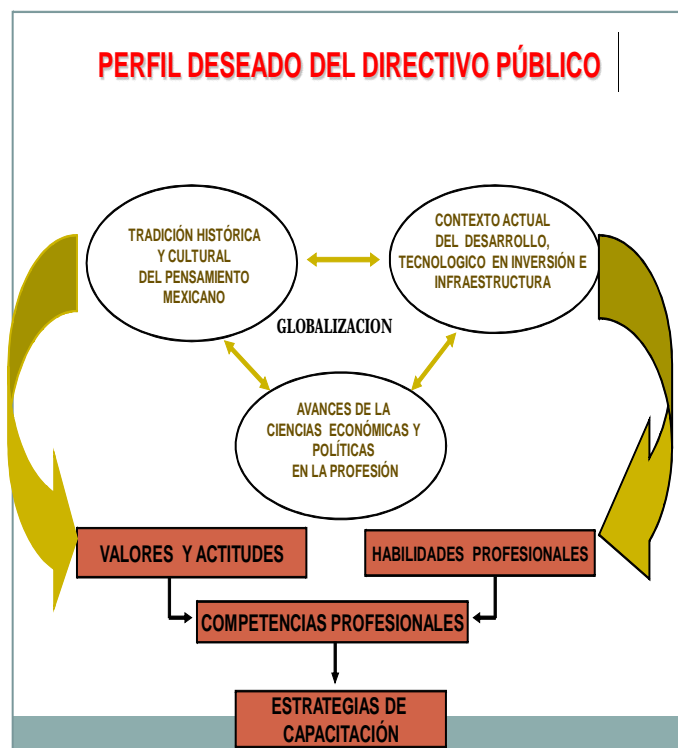 PERFIL DESEADO DEL DIRECTIVO PÚBLICO
TRADICIÓN HISTÓRICA
Y CULTURAL
DEL PENSAMIENTO
MEXICANO
CONTEXTO ACTUAL
DEL DESARROLLO,
TECNOLOGICO EN INVERSIÓN E
INFRAESTRUCTURA
GLOBALIZACION
AVANCES DE LA
CIENCIAS ECONÓMICAS Y
POLÍTICAS
EN LA PROFESIÓN
VALORES Y ACTITUDES
HABILIDADES PROFESIONALES
COMPETENCIAS PROFESIONALES
ESTRATEGIAS DE
CAPACITACIÓN